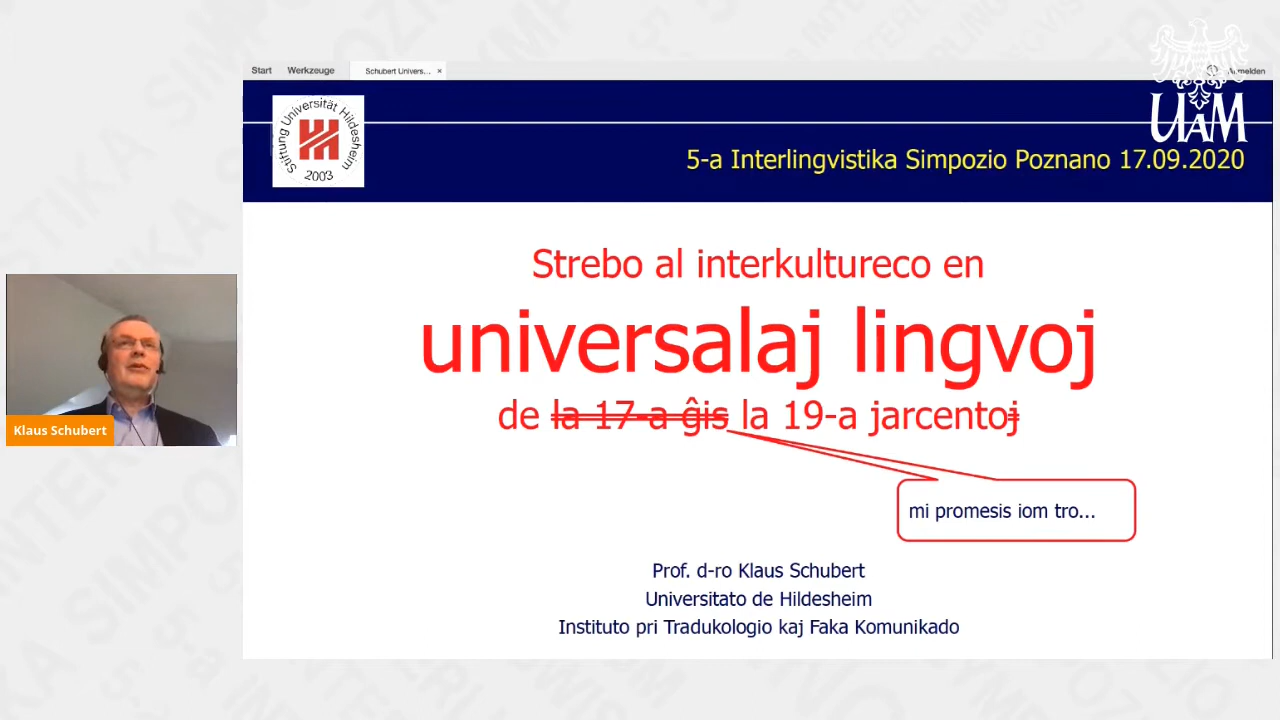 Start Werkzeuge Schubert Univers... × Anmelden
Stiftung Universität Hildesheim
2003
UAM
5-a Interlingvistika Simpozio Poznano 17.09.2020
Strebo al interkultureco en
universalaj lingvoj
de la 17-a ĝis la 19-a jarcentoj
mi promesis iom tro...
Klaus Schubert
Prof. d-ro Klaus Schubert
Universitato de Hildesheim
Instituto pri Tradukologio kaj Faka Komunikado